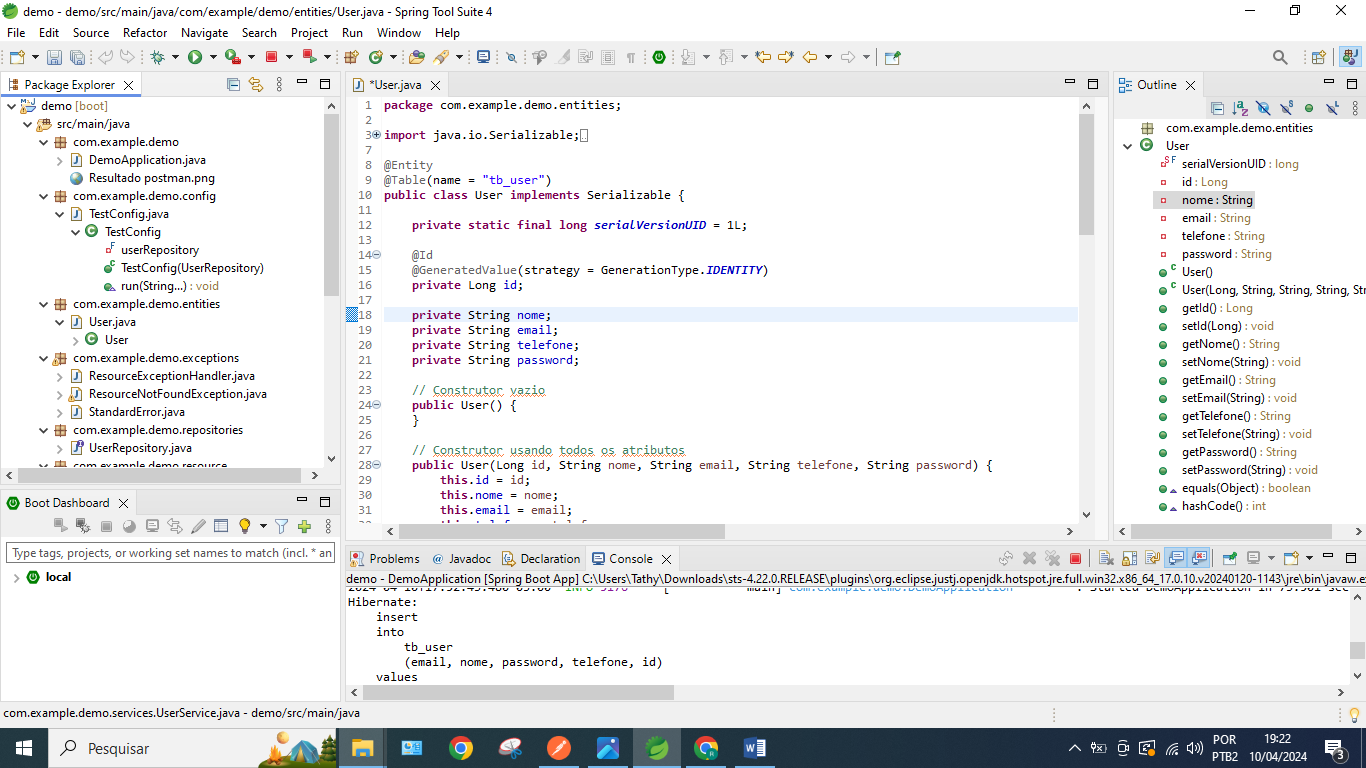 demo - demo/src/main/java/com/example/demo/entities/User.java - Spring Tool Suite 4
File Edit Source Refactor Navigate Search Project Run Window Help
Package Explorer
demo [boot]
src/main/java
com.example.demo
DemoApplication.java
Resultado postman.png
com.example.demo.config
TestConfig.java
TestConfig
userRepository
TestConfig(UserRepository)
run(String...) : void
com.example.demo.entities
User.java
User
com.example.demo.exceptions
ResourceExceptionHandler.java
ResourceNotFoundException.java
StandardError.java
com.example.demo.repositories
UserRepository.java
com.example.demo.resource
Boot Dashboard
Type tags, projects, or working set names to match (incl. * an
local
*User.java
1 package com.example.demo.entities;
2
3 import java.io.Serializable;
7
8 @Entity
9 @Table(name = "tb_user")
10 public class User implements Serializable {
11
12 private static final long serialVersionUID = 1L;
13
14 @Id
15 @GeneratedValue(strategy = GenerationType.IDENTITY)
16 private Long id;
17
18 private String nome;
19 private String email;
20 private String telefone;
21 private String password;
22
23 // Construtor vazio
24 public User() {
25 }
26
27 // Construtor usando todos os atributos
28 public User(Long id, String nome, String email, String telefone, String password) {
29 this.id = id;
30 this.nome = nome;
31 this.email = email;
Outline
com.example.demo.entities
User
serialVersionUID : long
id : Long
nome : String
email : String
telefone : String
password : String
User()
User(Long, String, String, String, Str
getId() : Long
setId(Long) : void
getNome() : String
setNome(String) : void
getEmail() : String
setEmail(String) : void
getTelefone() : String
setTelefone(String) : void
getPassword() : String
setPassword(String) : void
equals(Object) : boolean
hashCode() : int
Problems Javadoc Declaration Console
demo - DemoApplication [Spring Boot App] C:\Users\Tathy\Downloads\sts-4.22.0.RELEASE\plugins\org.eclipse.justj.openjdk.hotspot.jre.full.win32.x86_64_17.0.10.v20240120-1143\jre\bin\javaw.e
Hibernate:
insert
into
tb_user
(email, nome, password, telefone, id)
values
com.example.demo.services.UserService.java - demo/src/main/java
Pesquisar
POR
PTB2
19:22
10/04/2024
3